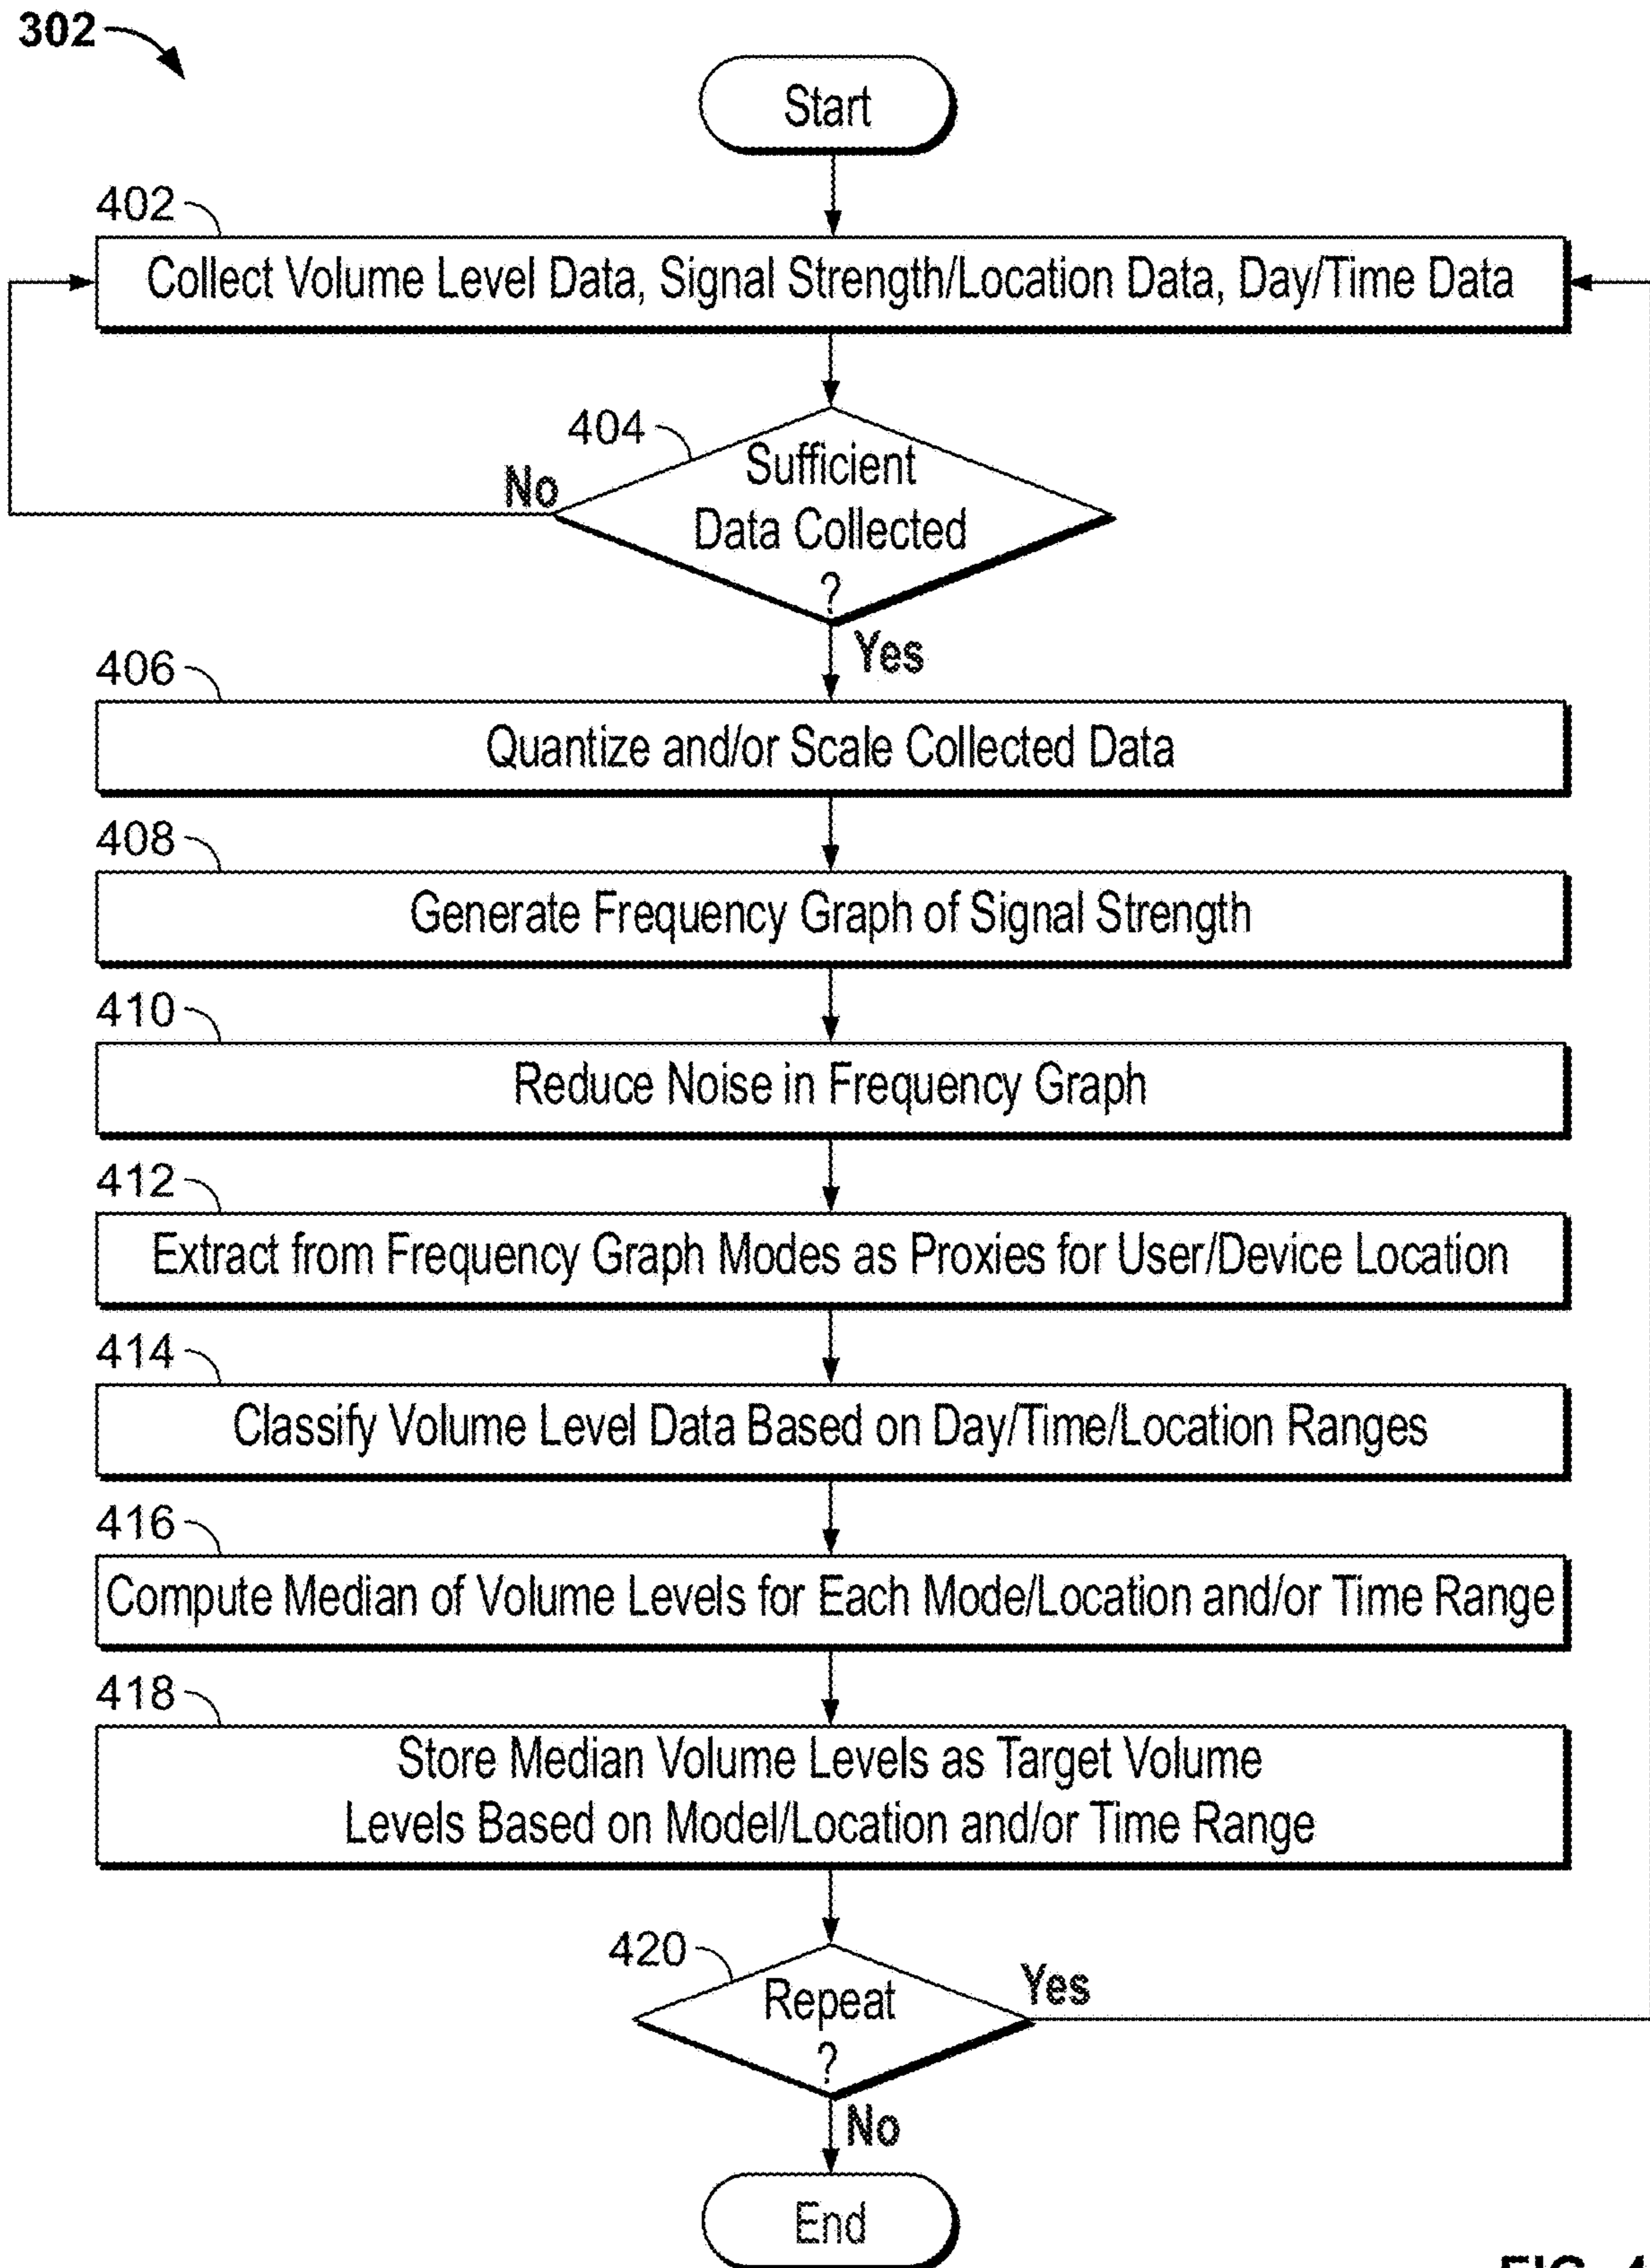 302
Start
402
Collect Volume Level Data, Signal Strength/Location Data, Day/Time Data
404
Sufficient
No
Data Collected
?
Yes
406
Quantize and/or Scale Collected Data
408
Generate Frequency Graph of Signal Strength
410
Reduce Noise in Frequency Graph
412
Extract from Frequency Graph Modes as Proxies for User/Device Location
414
Classify Volume Level Data Based on Day/Time/Location Ranges
416
Compute Median of Volume Levels for Each Mode/Location and/or Time Range
418
Store Median Volume Levels as Target Volume
Levels Based on Model/Location and/or Time Range
420
Repeat
Yes
?
No
End